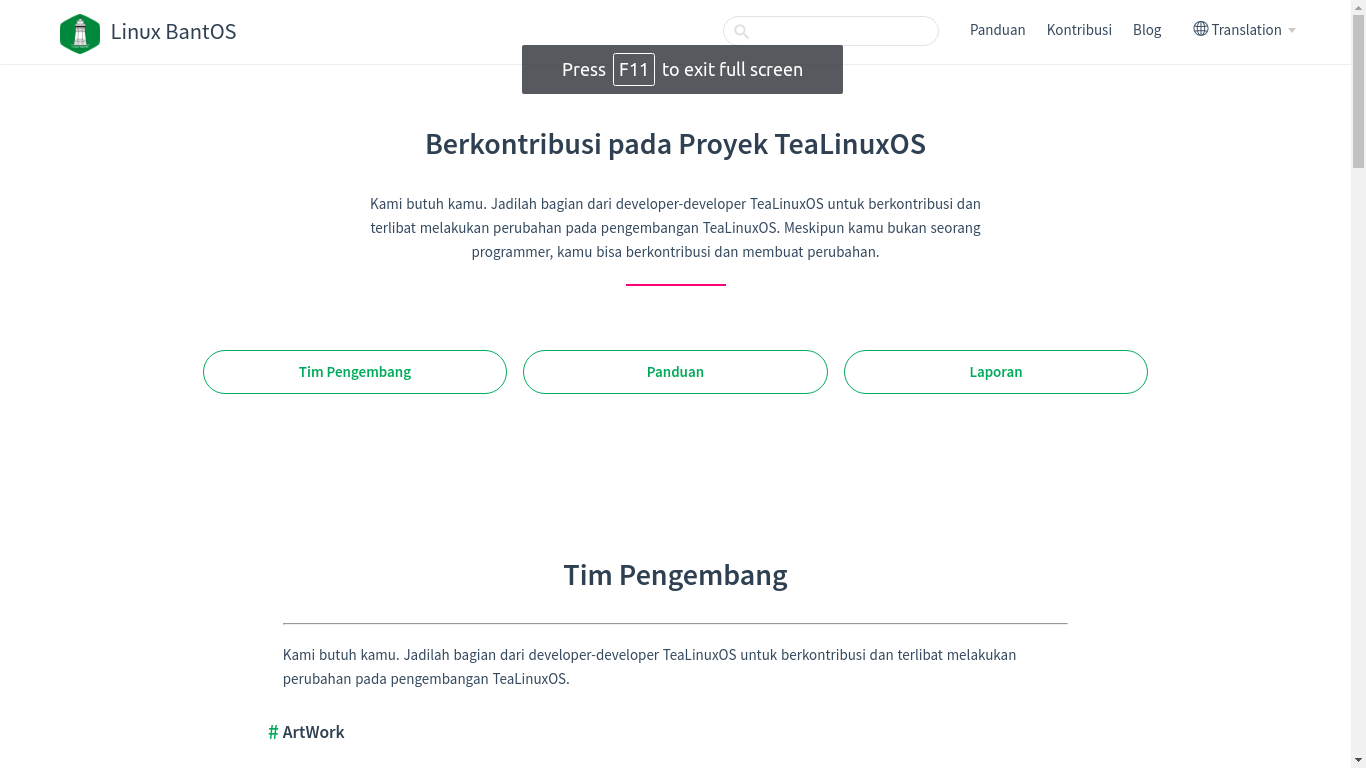 Linux BantOS
Panduan Kontribusi Blog Translation
Press F11 to exit full screen
Berkontribusi pada Proyek TeaLinuxOS
Kami butuh kamu. Jadilah bagian dari developer-developer TeaLinuxOS untuk berkontribusi dan
terlibat melakukan perubahan pada pengembangan TeaLinuxOS. Meskipun kamu bukan seorang
programmer, kamu bisa berkontribusi dan membuat perubahan.
Tim Pengembang Panduan Laporan
Tim Pengembang
Kami butuh kamu. Jadilah bagian dari developer-developer TeaLinuxOS untuk berkontribusi dan terlibat melakukan
perubahan pada pengembangan TeaLinuxOS.
# ArtWork